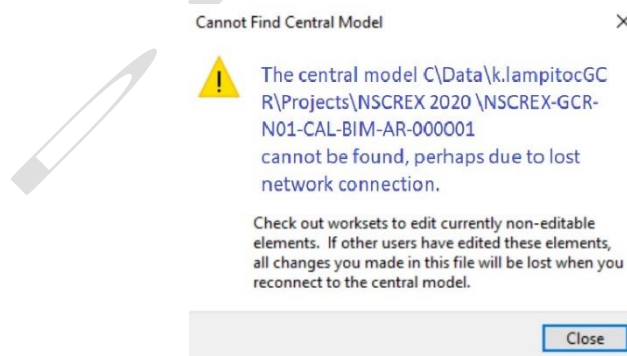 Cannot Find Central Model
The central model C\Data\k.lampitocGC
R\Projects\NSCREX 2020 \NSCREX-GCR-
N01-CAL-BIM-AR-000001
cannot be found, perhaps due to lost
network connection.
Check out worksets to edit currently non-editable
elements. If other users have edited these elements,
all changes you made in this file will be lost when you
reconnect to the central model.
Close